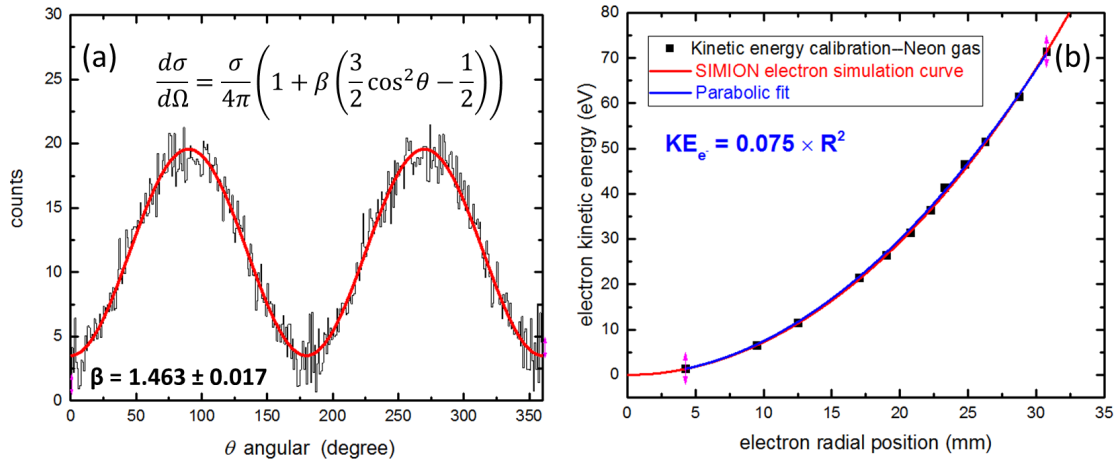 (a)
dσ/dΩ = σ/4π (1 + β (3/2 cos²θ − 1/2))
30
25
20
15
10
5
0
counts
β = 1.463 ± 0.017
0 50 100 150 200 250 300 350
θ angular (degree)
(b)
Kinetic energy calibration–Neon gas
SIMION electron simulation curve
Parabolic fit
KEₑ- = 0.075 × R²
80
70
60
50
40
30
20
10
0
electron kinetic energy (eV)
0 5 10 15 20 25 30 35
electron radial position (mm)